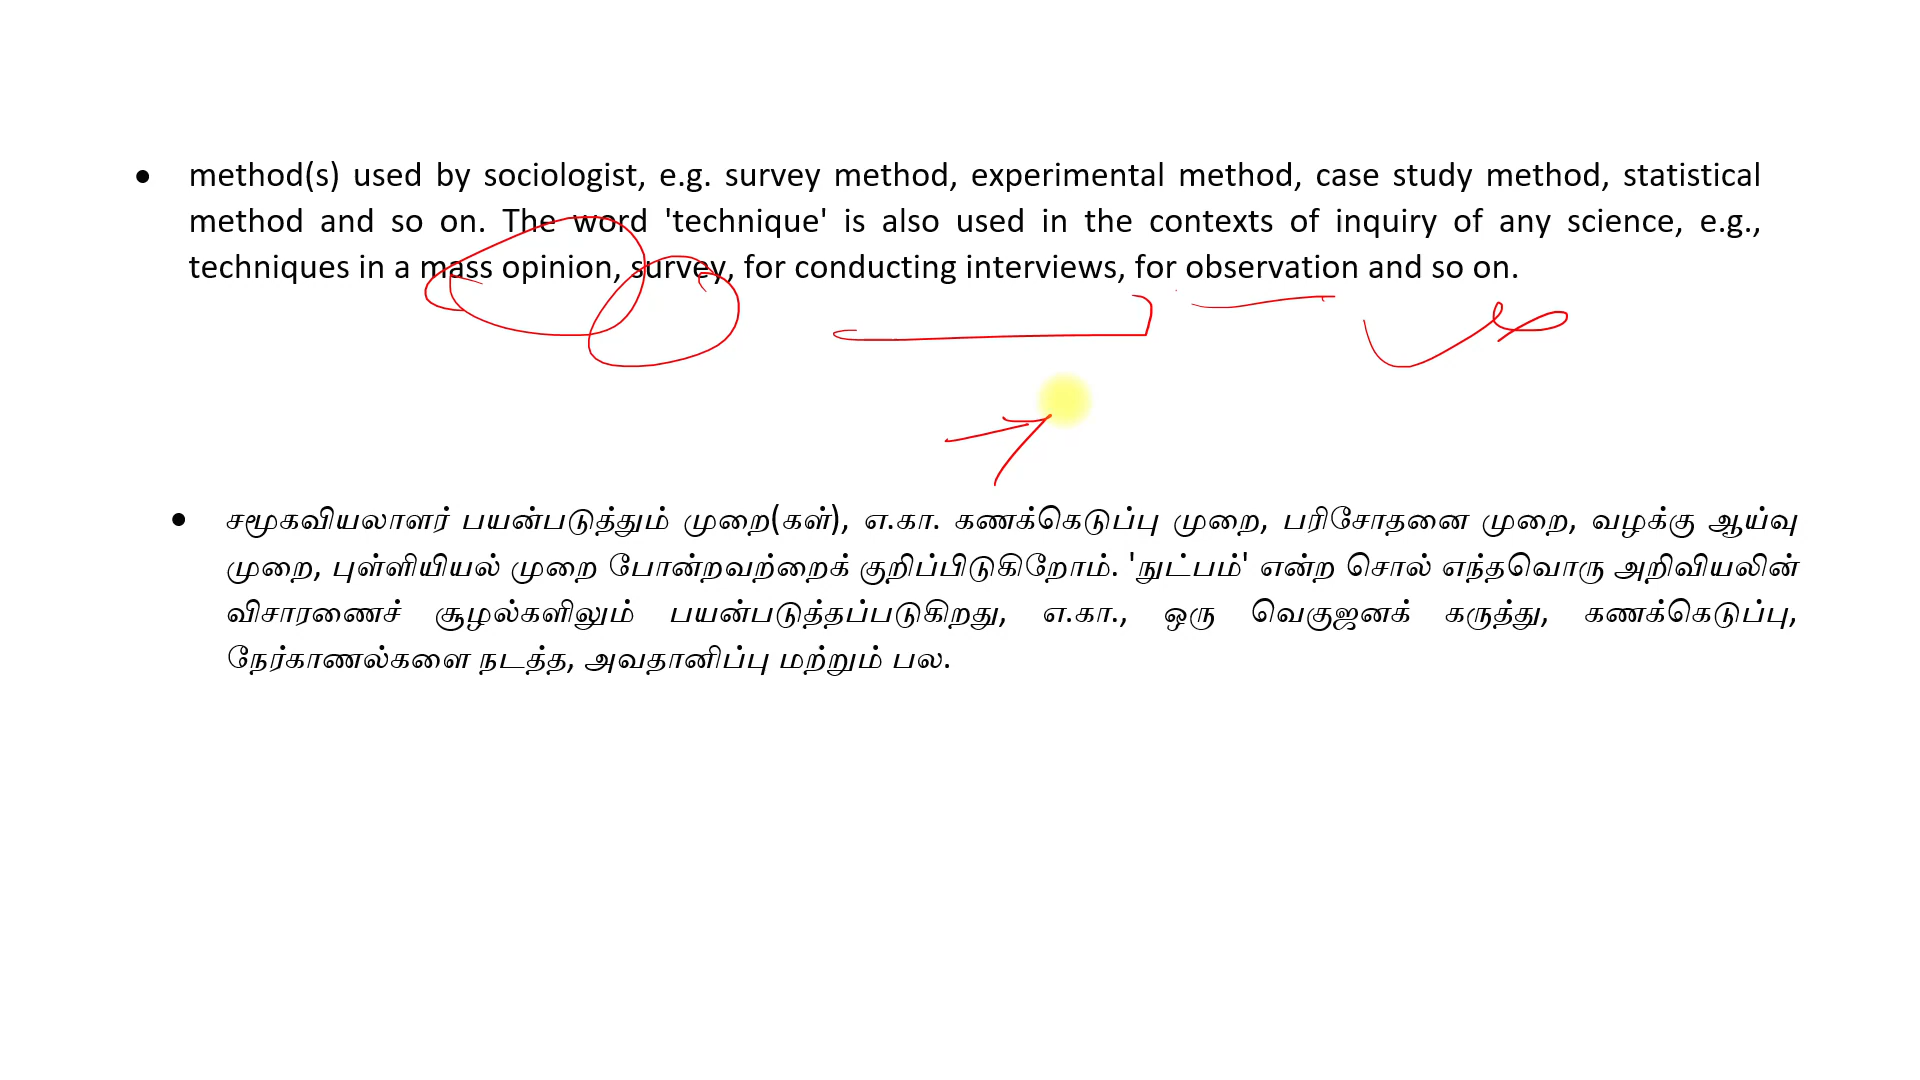 • method(s) used by sociologist, e.g. survey method, experimental method, case study method, statistical
method and so on. The word 'technique' is also used in the contexts of inquiry of any science, e.g.,
techniques in a mass opinion, survey, for conducting interviews, for observation and so on.
• சமூகவியலாளர் பயன்படுத்தும் முறை(கள்), எ.கா. கணக்கெடுப்பு முறை, பரிசோதனை முறை, வழக்கு ஆய்வு
முறை, புள்ளியியல் முறை போன்றவற்றைக் குறிப்பிடுகிறோம். 'நுட்பம்' என்ற சொல் எந்தவொரு அறிவியலின்
விசாரணைச் சூழல்களிலும் பயன்படுத்தப்படுகிறது, எ.கா., ஒரு வெகுஜனக் கருத்து, கணக்கெடுப்பு,
நேர்காணல்களை நடத்த, அவதானிப்பு மற்றும் பல.